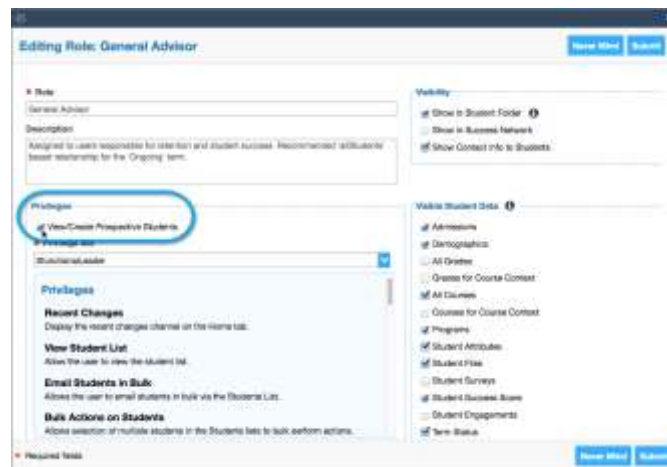 Editing Role: General Advisor
Never Mind
Submit
* Role
General Advisor
Description
Assigned to users responsible for retention and student success. Recommended 'allStudents'
based relationship for the 'Ongoing' term.
Visibility
Show in Student Folder
Show in Success Network
Show Contact Info to Students
Privileges
View/Create Prospective Students
* Privilege Set
Privileges
Recent Changes
Display the recent changes channel on the Home tab.
View Student List
Allows the user to view the student list.
Email Students in Bulk
Allows the user to email students in bulk via the Students List.
Bulk Actions on Students
Allows selection of multiple students in the Students lists to bulk perform actions.
Visible Student Data
Admissions
Demographics
All Grades
Grades for Course Context
All Courses
Courses for Course Context
Programs
Student Attributes
Student Files
Student Surveys
Student Success Score
Student Engagements
Term Status
* Required fields
Never Mind
Submit